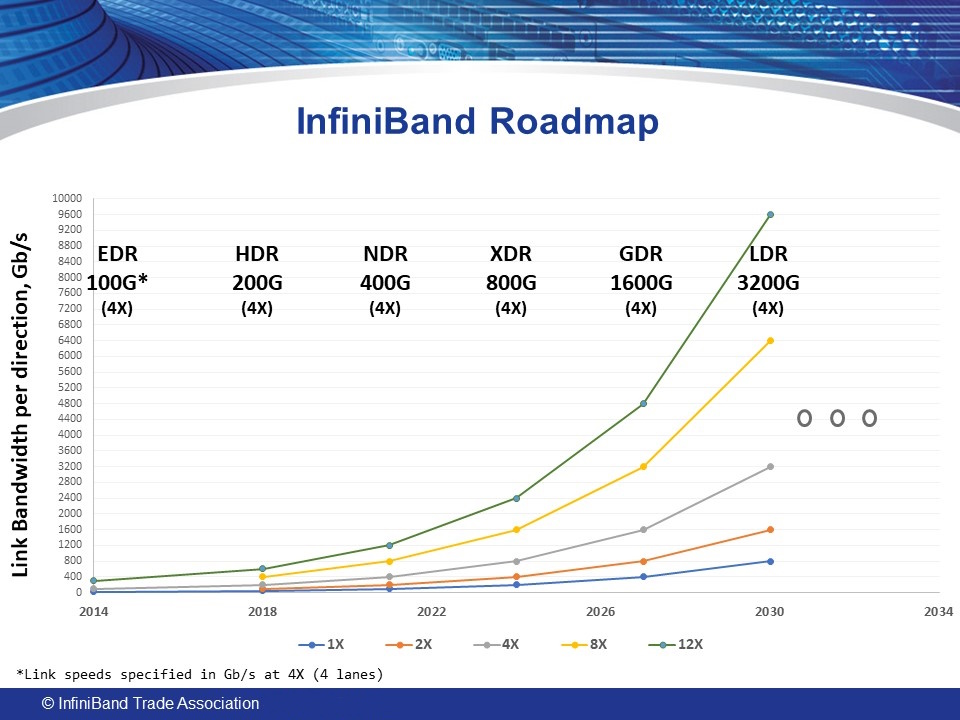 InfiniBand Roadmap
Link Bandwidth per direction, Gb/s
10000
9600
9200
8800
8400
8000
7600
7200
6800
6400
6000
5600
5200
4800
4400
4000
3600
3200
2800
2400
2000
1600
1200
800
400
0
EDR HDR NDR XDR GDR LDR
100G* 200G 400G 800G 1600G 3200G
(4X) (4X) (4X) (4X) (4X) (4X)
2014 2018 2022 2026 2030 2034
1X 2X 4X 8X 12X
*Link speeds specified in Gb/s at 4X (4 lanes)
© InfiniBand Trade Association